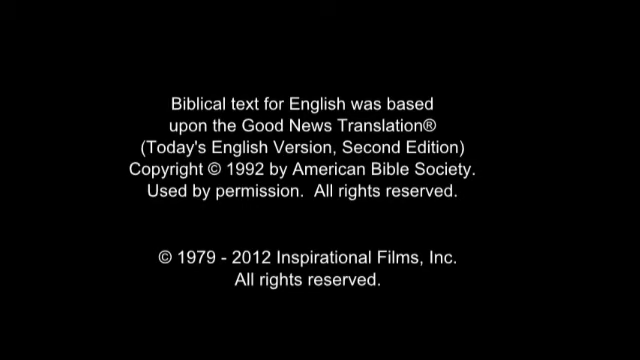 Biblical text for English was based
upon the Good News Translation®
(Today's English Version, Second Edition)
Copyright © 1992 by American Bible Society.
Used by permission.  All rights reserved.
© 1979 - 2012 Inspirational Films, Inc.
All rights reserved.